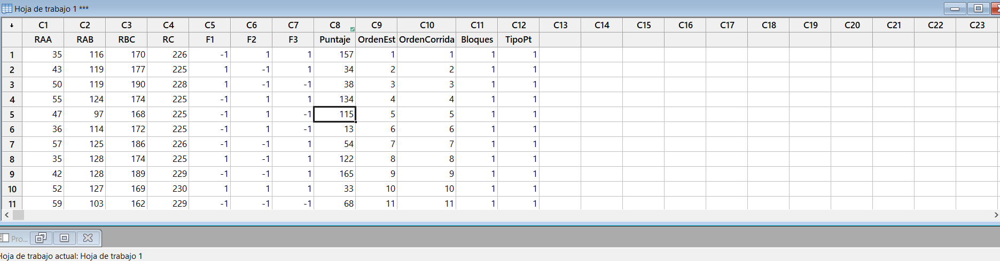 Hoja de trabajo 1 ***
↓ C1 C2 C3 C4 C5 C6 C7 C8 C9 C10 C11 C12 C13 C14 C15 C16 C17 C18 C19 C20 C21 C22 C23
RAA RAB RBC RC F1 F2 F3 Puntaje OrdenEst OrdenCorrida Bloques TipoPt
1 35 116 170 226 -1 1 1 157 1 1 1 1
2 43 119 177 225 1 -1 1 34 2 2 1 1
3 50 119 190 228 1 -1 -1 38 3 3 1 1
4 55 124 174 225 -1 1 1 134 4 4 1 1
5 47 97 168 225 -1 1 -1 115 5 5 1 1
6 36 114 172 225 -1 1 -1 13 6 6 1 1
7 57 125 186 226 -1 -1 1 54 7 7 1 1
8 35 128 174 225 1 -1 1 122 8 8 1 1
9 42 128 189 229 -1 -1 1 165 9 9 1 1
10 52 127 169 230 1 1 1 33 10 10 1 1
11 59 103 162 229 -1 -1 -1 68 11 11 1 1
Pro...
Hoja de trabajo actual: Hoja de trabajo 1